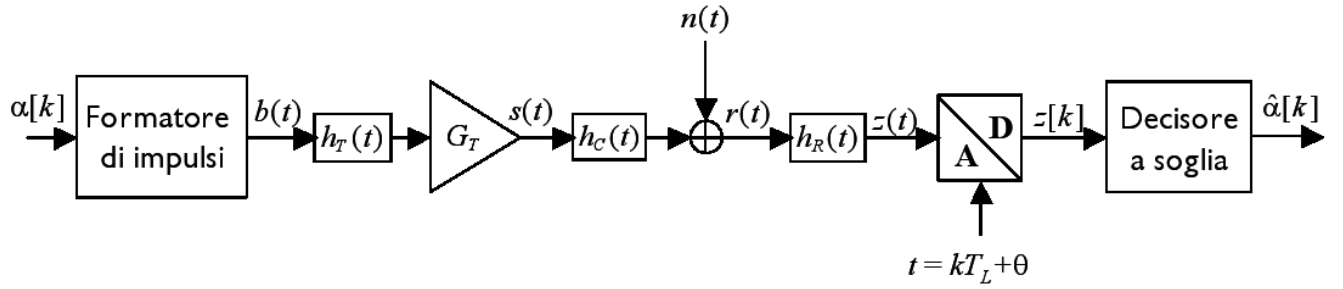 n(t)
α[k]
Formatore
di impulsi
b(t)
h_T(t)
G_T
s(t)
h_C(t)
r(t)
h_R(t)
z(t)
A
D
z[k]
Decisore
a soglia
α̂[k]
t = kT_L+θ